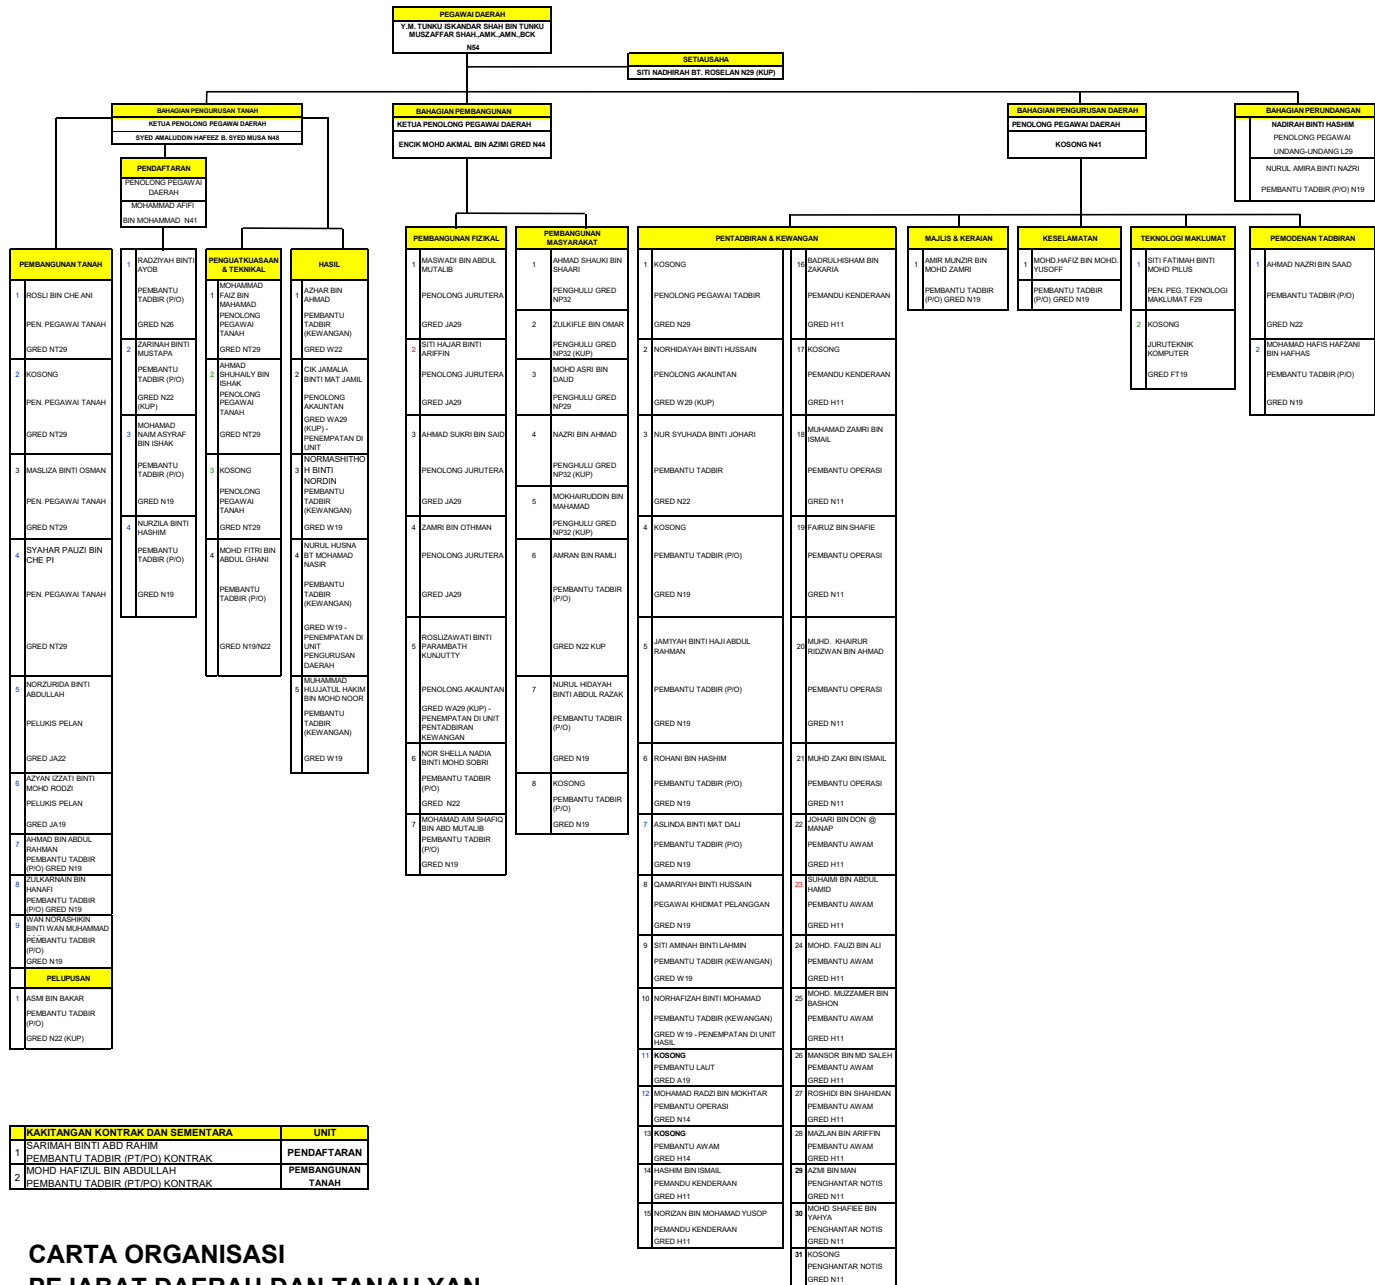 PEGAWAI DAERAH
Y.M. TUNKU ISKANDAR SHAH BIN TUNKU
MUSZAFFAR SHAH.,AMK.,AMN.,BCK
N54
SETIAUSAHA
SITI NADHIRAH BT. ROSELAN N29 (KUP)
BAHAGIAN PENGURUSAN TANAH
KETUA PENOLONG PEGAWAI DAERAH
SYED AMALUDDIN HAFEEZ B. SYED MUSA N48
BAHAGIAN PEMBANGUNAN
KETUA PENOLONG PEGAWAI DAERAH
ENCIK MOHD AKMAL BIN AZIMI GRED N44
BAHAGIAN PENGURUSAN DAERAH
PENOLONG PEGAWAI DAERAH
KOSONG N41
BAHAGIAN PERUNDANGAN
NADIRAH BINTI HASHIM
PENOLONG PEGAWAI
UNDANG-UNDANG L29
NURUL AMIRA BINTI NAZRI
PEMBANTU TADBIR (P/O) N19
PENDAFTARAN
PENOLONG PEGAWAI
DAERAH
MOHAMMAD AFIFI
BIN MOHAMMAD N41
PEMBANGUNAN TANAH
1 ROSLI BIN CHE ANI
PEN. PEGAWAI TANAH
GRED NT29
2 KOSONG
PEN. PEGAWAI TANAH
GRED NT29
3 MASLIZA BINTI OSMAN
PEN. PEGAWAI TANAH
GRED NT29
4 SYAHAR PAUZI BIN
CHE PI
PEN. PEGAWAI TANAH
GRED NT29
5 NORZURIDA BINTI
ABDULLAH
PELUKIS PELAN
GRED JA22
6 AZYAN IZZATI BINTI
MOHD RODZI
PELUKIS PELAN
GRED JA19
7 AHMAD BIN ABDUL
RAHMAN
PEMBANTU TADBIR
(P/O) GRED N19
8 ZULKARNAIN BIN
HANAFI
PEMBANTU TADBIR
(P/O) GRED N19
9 WAN NORASHIKIN
BINTI WAN MUHAMMAD
PEMBANTU TADBIR
(P/O)
GRED N19
PELUPUSAN
1 ASMI BIN BAKAR
PEMBANTU TADBIR
(P/O)
GRED N22 (KUP)
1 RADZIYAH BINTI
AYOB
PEMBANTU
TADBIR (P/O)
GRED N26
2 ZARINAH BINTI
MUSTAPA
PEMBANTU
TADBIR (P/O)
GRED N22
(KUP)
3 MOHAMAD
NAIM ASYRAF
BIN ISHAK
PEMBANTU
TADBIR (P/O)
GRED N19
4 NURZILA BINTI
HASHIM
PEMBANTU
TADBIR (P/O)
GRED N19
PENGUATKUASAAN
& TEKNIKAL
1 MOHAMMAD
FAIZ BIN
MAHAMAD
PENOLONG
PEGAWAI
TANAH
GRED NT29
2 AHMAD
SHUHAILY BIN
ISHAK
PENOLONG
PEGAWAI
TANAH
GRED NT29
3 KOSONG
PENOLONG
PEGAWAI
TANAH
GRED NT29
4 MOHD FITRI BIN
ABDUL GHANI
PEMBANTU
TADBIR (P/O)
GRED N19/N22
HASIL
1 AZHAR BIN
AHMAD
PEMBANTU
TADBIR
(KEWANGAN)
GRED W22
2 CIK JAMALIA
BINTI MAT JAMIL
PENOLONG
AKAUNTAN
GRED WA29
(KUP) -
PENEMPATAN DI
UNIT
3 NORMASHITHO
H BINTI
NORDIN
PEMBANTU
TADBIR
(KEWANGAN)
GRED W19
4 NURUL HUSNA
BT MOHAMAD
NASIR
PEMBANTU
TADBIR
(KEWANGAN)
GRED W19 -
PENEMPATAN DI
UNIT
PENGURUSAN
DAERAH
5 MUHAMMAD
HUJJATUL HAKIM
BIN MOHD NOOR
PEMBANTU
TADBIR
(KEWANGAN)
GRED W19
PEMBANGUNAN FIZIKAL
1 MASWADI BIN ABDUL
MUTALIB
PENOLONG JURUTERA
GRED JA29
2 SITI HAJAR BINTI
ARIFFIN
PENOLONG JURUTERA
GRED JA29
3 AHMAD SUKRI BIN SAID
PENOLONG JURUTERA
GRED JA29
4 ZAMRI BIN OTHMAN
PENOLONG JURUTERA
GRED JA29
5 ROSLIZAWATI BINTI
PARAMBATH
KUNJUTTY
PENOLONG AKAUNTAN
GRED WA29 (KUP) -
PENEMPATAN DI UNIT
PENTADBIRAN
KEWANGAN
6 NOR SHELLA NADIA
BINTI MOHD SOBRI
PEMBANTU TADBIR
(P/O)
GRED N22
7 MOHAMAD AIM SHAFIQ
BIN ABD MUTALIB
PEMBANTU TADBIR
(P/O)
GRED N19
PEMBANGUNAN
MASYARAKAT
1 AHMAD SHAUKI BIN
SHAARI
PENGHULU GRED
NP32
2 ZULKIFLE BIN OMAR
PENGHULU GRED
NP32 (KUP)
3 MOHD ASRI BIN
DAUD
PENGHULU GRED
NP29
4 NAZRI BIN AHMAD
PENGHULU GRED
NP32 (KUP)
5 MOKHAIRUDDIN BIN
MAHAMAD
PENGHULU GRED
NP32 (KUP)
6 AMRAN BIN RAMLI
PEMBANTU TADBIR
(P/O)
GRED N22 KUP
7 NURUL HIDAYAH
BINTI ABDUL RAZAK
PEMBANTU TADBIR
(P/O)
GRED N19
8 KOSONG
PEMBANTU TADBIR
(P/O)
GRED N19
PENTADBIRAN & KEWANGAN
1 KOSONG
PENOLONG PEGAWAI TADBIR
GRED N29
2 NORHIDAYAH BINTI HUSSAIN
PENOLONG AKAUNTAN
GRED W29 (KUP)
3 NUR SYUHADA BINTI JOHARI
PEMBANTU TADBIR
GRED N22
4 KOSONG
PEMBANTU TADBIR (P/O)
GRED N19
5 JAM'IYAH BINTI HAJI ABDUL
RAHMAN
PEMBANTU TADBIR (P/O)
GRED N19
6 ROHANI BIN HASHIM
PEMBANTU TADBIR (P/O)
GRED N19
7 ASLINDA BINTI MAT DALI
PEMBANTU TADBIR (P/O)
GRED N19
8 QAMARIYAH BINTI HUSSAIN
PEGAWAI KHIDMAT PELANGGAN
GRED N19
9 SITI AMINAH BINTI LAHMIN
PEMBANTU TADBIR (KEWANGAN)
GRED W19
10 NORHAFIZAH BINTI MOHAMAD
PEMBANTU TADBIR (KEWANGAN)
GRED W19 - PENEMPATAN DI UNIT
HASIL
11 KOSONG
PEMBANTU LAUT
GRED A19
12 MOHAMAD RADZI BIN MOKHTAR
PEMBANTU OPERASI
GRED N14
13 KOSONG
PEMBANTU AWAM
GRED H14
14 HASHIM BIN ISMAIL
PEMANDU KENDERAAN
GRED H11
15 NORIZAN BIN MOHAMAD YUSOP
PEMANDU KENDERAAN
GRED H11
16 BADRULHISHAM BIN
ZAKARIA
PEMANDU KENDERAAN
GRED H11
17 KOSONG
PEMANDU KENDERAAN
GRED H11
18 MUHAMAD ZAMRI BIN
ISMAIL
PEMBANTU OPERASI
GRED N11
19 FAIRUZ BIN SHAFIE
PEMBANTU OPERASI
GRED N11
20 MUHD. KHAIRUR
RIDZWAN BIN AHMAD
PEMBANTU OPERASI
GRED N11
21 MUHD ZAKI BIN ISMAIL
PEMBANTU OPERASI
GRED N11
22 JOHARI BIN DON @
MANAP
PEMBANTU AWAM
GRED H11
23 SUHAIMI BIN ABDUL
HAMID
PEMBANTU AWAM
GRED H11
24 MOHD. FAUZI BIN ALI
PEMBANTU AWAM
GRED H11
25 MOHD. MUZZAMER BIN
BASHON
PEMBANTU AWAM
GRED H11
26 MANSOR BIN MD SALEH
PEMBANTU AWAM
GRED H11
27 ROSHIDI BIN SHAHIDAN
PEMBANTU AWAM
GRED H11
28 MAZLAN BIN ARIFFIN
PEMBANTU AWAM
GRED H11
29 AZMI BIN MAN
PENGHANTAR NOTIS
GRED N11
30 MOHD SHAFIEE BIN
YAHYA
PENGHANTAR NOTIS
GRED N11
31 KOSONG
PENGHANTAR NOTIS
GRED N11
MAJLIS & KERAIAN
1 AMIR MUNZIR BIN
MOHD ZAMRI
PEMBANTU TADBIR
(P/O) GRED N19
KESELAMATAN
1 MOHD.HAFIZ BIN MOHD.
YUSOFF
PEMBANTU TADBIR
(P/O) GRED N19
TEKNOLOGI MAKLUMAT
1 SITI FATIMAH BINTI
MOHD PILUS
PEN. PEG. TEKNOLOGI
MAKLUMAT F29
2 KOSONG
JURUTEKNIK
KOMPUTER
GRED FT19
PEMODENAN TADBIRAN
1 AHMAD NAZRI BIN SAAD
PEMBANTU TADBIR (P/O)
GRED N22
2 MOHAMAD HAFIS HAFZANI
BIN HAFHAS
PEMBANTU TADBIR (P/O)
GRED N19
KAKITANGAN KONTRAK DAN SEMENTARA UNIT
1 SARIMAH BINTI ABD RAHIM
PEMBANTU TADBIR (PT/PO) KONTRAK
PENDAFTARAN
2 MOHD HAFIZUL BIN ABDULLAH
PEMBANTU TADBIR (PT/PO) KONTRAK
PEMBANGUNAN
TANAH
CARTA ORGANISASI
PEJABAT DAERAH DAN TANAH YAN